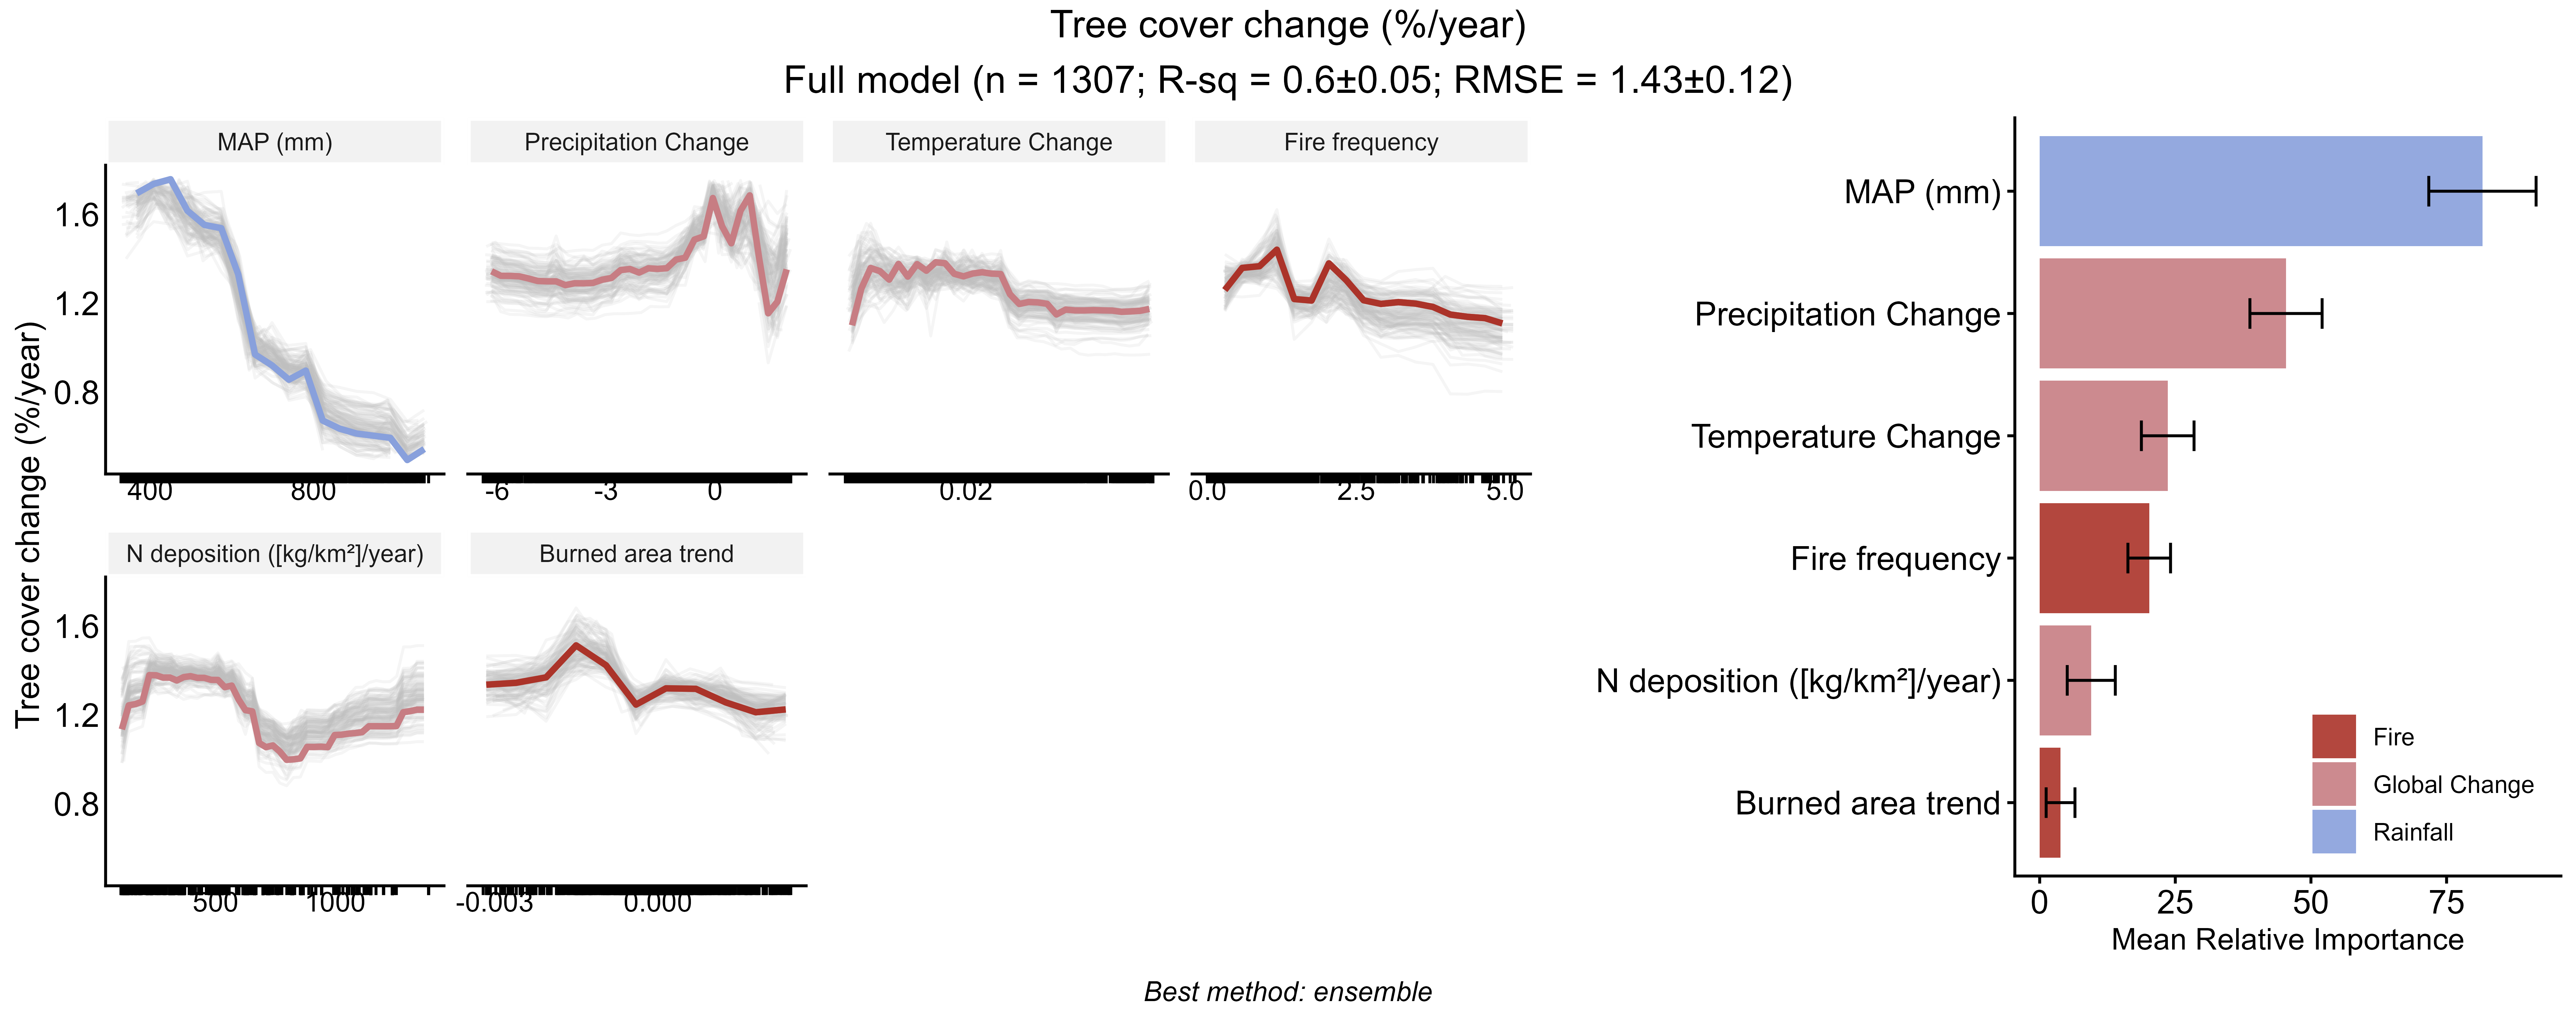 Tree cover change (%/year)
Full model (n = 1307; R-sq = 0.6±0.05; RMSE = 1.43±0.12)
Tree cover change (%/year)
MAP (mm)
Precipitation Change
Temperature Change
Fire frequency
1.6
1.2
0.8
400 800
-6 -3 0
0.02
0.0 2.5 5.0
N deposition ([kg/km²]/year)
Burned area trend
1.6
1.2
0.8
500 1000
-0.003 0.000
MAP (mm)
Precipitation Change
Temperature Change
Fire frequency
N deposition ([kg/km²]/year)
Burned area trend
Fire
Global Change
Rainfall
0 25 50 75
Mean Relative Importance
Best method: ensemble